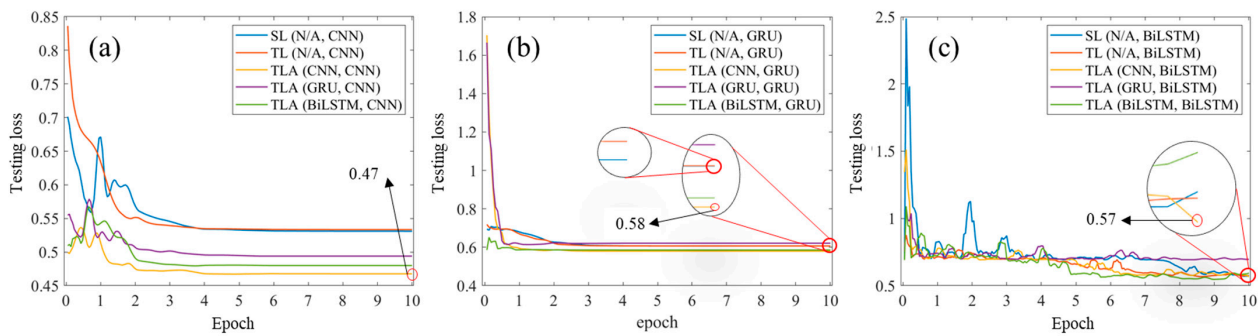 (a)
SL (N/A, CNN)
TL (N/A, CNN)
TLA (CNN, CNN)
TLA (GRU, CNN)
TLA (BiLSTM, CNN)
0.47
Testing loss
0.85
0.8
0.75
0.7
0.65
0.6
0.55
0.5
0.45
0 1 2 3 4 5 6 7 8 9 10
Epoch
(b)
SL (N/A, GRU)
TL (N/A, GRU)
TLA (CNN, GRU)
TLA (GRU, GRU)
TLA (BiLSTM, GRU)
0.58
Testing loss
1.8
1.6
1.4
1.2
1
0.8
0.6
0.4
0 1 2 3 4 5 6 7 8 9 10
epoch
(c)
SL (N/A, BiLSTM)
TL (N/A, BiLSTM)
TLA (CNN, BiLSTM)
TLA (GRU, BiLSTM)
TLA (BiLSTM, BiLSTM)
0.57
Testing loss
2.5
2
1.5
1
0.5
0 1 2 3 4 5 6 7 8 9 10
Epoch